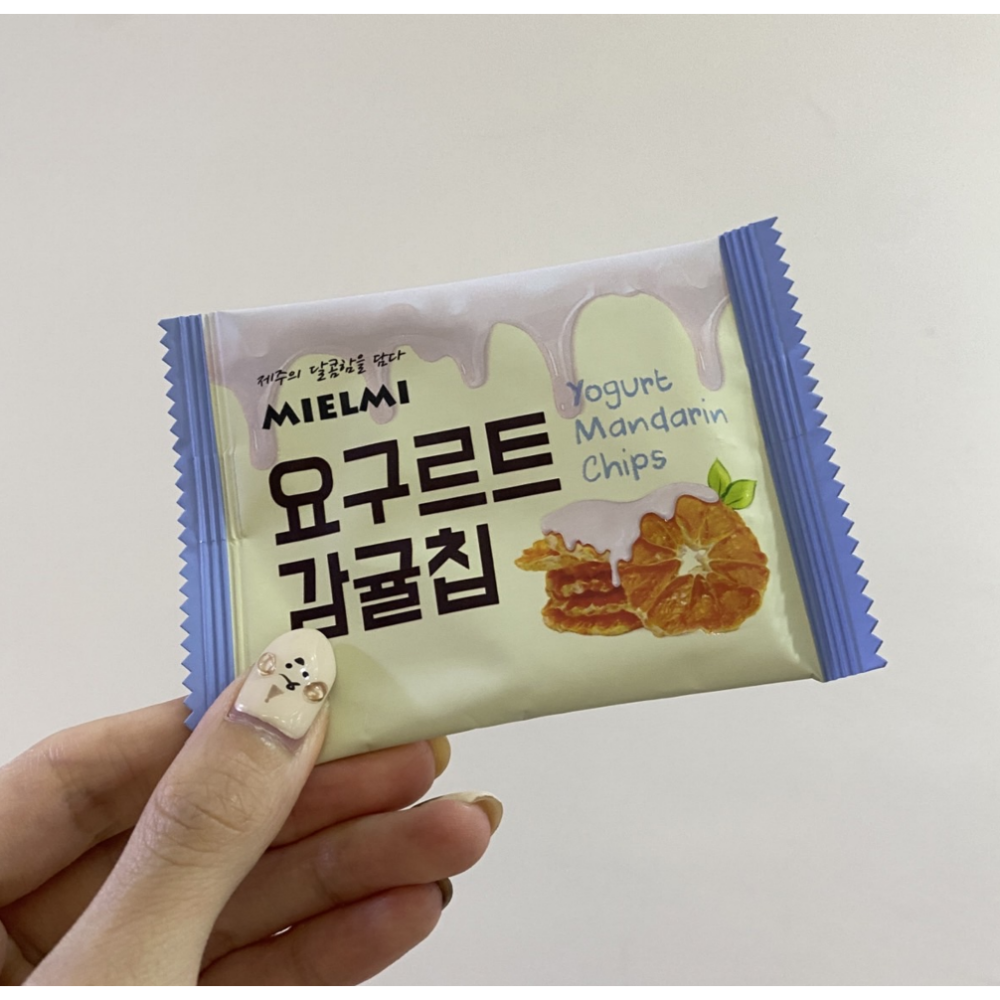 제주의 달콤함을 담다
MIELMI
요구르트
감귤칩
Yogurt
Mandarin
Chips